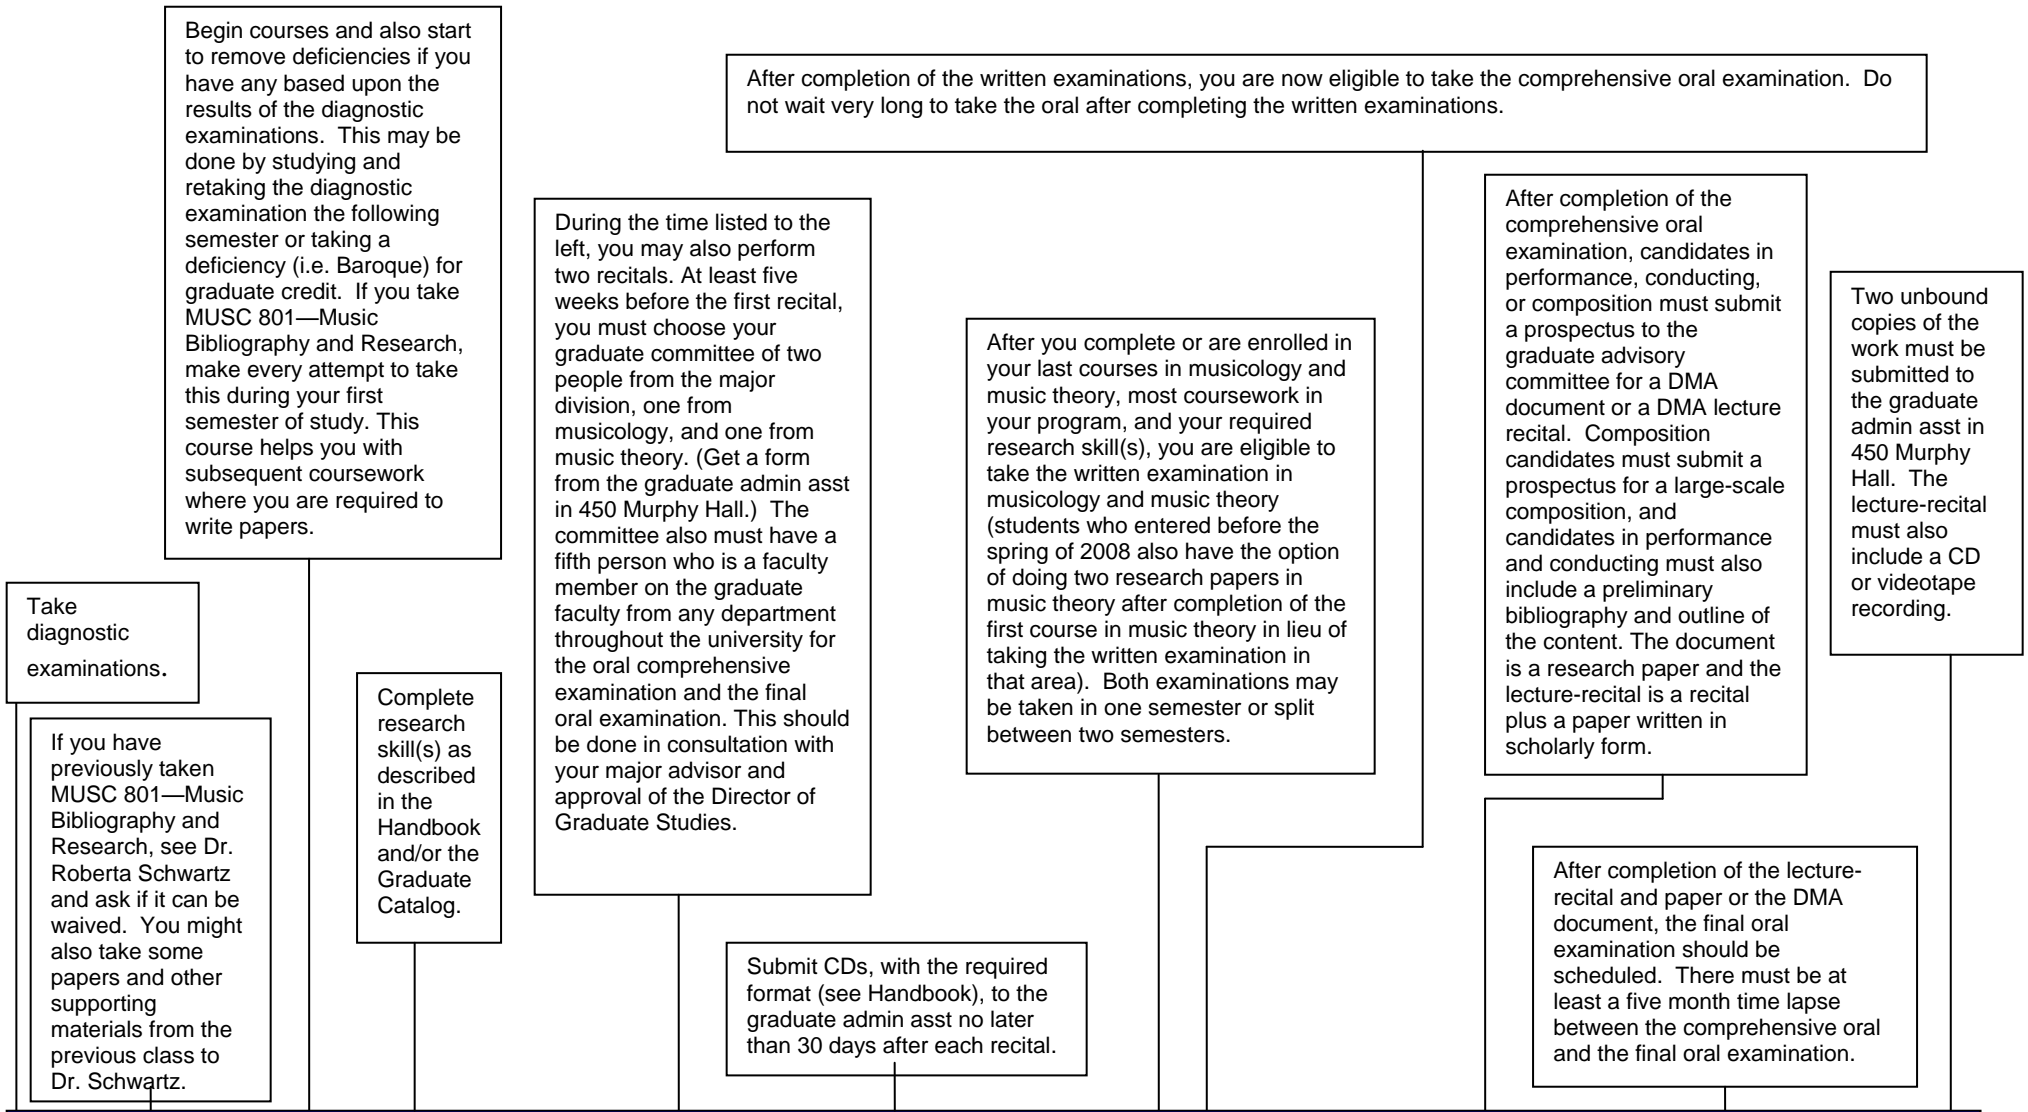 Take
diagnostic
examinations.
If you have
previously taken
MUSC 801—Music
Bibliography and
Research, see Dr.
Roberta Schwartz
and ask if it can be
waived.  You might
also take some
papers and other
supporting
materials from the
previous class to
Dr. Schwartz.
Begin courses and also start
to remove deficiencies if you
have any based upon the
results of the diagnostic
examinations.  This may be
done by studying and
retaking the diagnostic
examination the following
semester or taking a
deficiency (i.e. Baroque) for
graduate credit.  If you take
MUSC 801—Music
Bibliography and Research,
make every attempt to take
this during your first
semester of study. This
course helps you with
subsequent coursework
where you are required to
write papers.
Complete
research
skill(s) as
described
in the
Handbook
and/or the
Graduate
Catalog.
During the time listed to the
left, you may also perform
two recitals. At least five
weeks before the first recital,
you must choose your
graduate committee of two
people from the major
division, one from
musicology, and one from
music theory. (Get a form
from the graduate admin asst
in 450 Murphy Hall.)  The
committee also must have a
fifth person who is a faculty
member on the graduate
faculty from any department
throughout the university for
the oral comprehensive
examination and the final
oral examination. This should
be done in consultation with
your major advisor and
approval of the Director of
Graduate Studies.
Submit CDs, with the required
format (see Handbook), to the
graduate admin asst no later
than 30 days after each recital.
After you complete or are enrolled in
your last courses in musicology and
music theory, most coursework in
your program, and your required
research skill(s), you are eligible to
take the written examination in
musicology and music theory
(students who entered before the
spring of 2008 also have the option
of doing two research papers in
music theory after completion of the
first course in music theory in lieu of
taking the written examination in
that area).  Both examinations may
be taken in one semester or split
between two semesters.
After completion of the written examinations, you are now eligible to take the comprehensive oral examination.  Do
not wait very long to take the oral after completing the written examinations.
After completion of the
comprehensive oral
examination, candidates in
performance, conducting,
or composition must submit
a prospectus to the
graduate advisory
committee for a DMA
document or a DMA lecture
recital.  Composition
candidates must submit a
prospectus for a large-scale
composition, and
candidates in performance
and conducting must also
include a preliminary
bibliography and outline of
the content. The document
is a research paper and the
lecture-recital is a recital
plus a paper written in
scholarly form.
After completion of the lecture-
recital and paper or the DMA
document, the final oral
examination should be
scheduled.  There must be at
least a five month time lapse
between the comprehensive oral
and the final oral examination.
Two unbound
copies of the
work must be
submitted to
the graduate
admin asst in
450 Murphy
Hall.  The
lecture-recital
must also
include a CD
or videotape
recording.